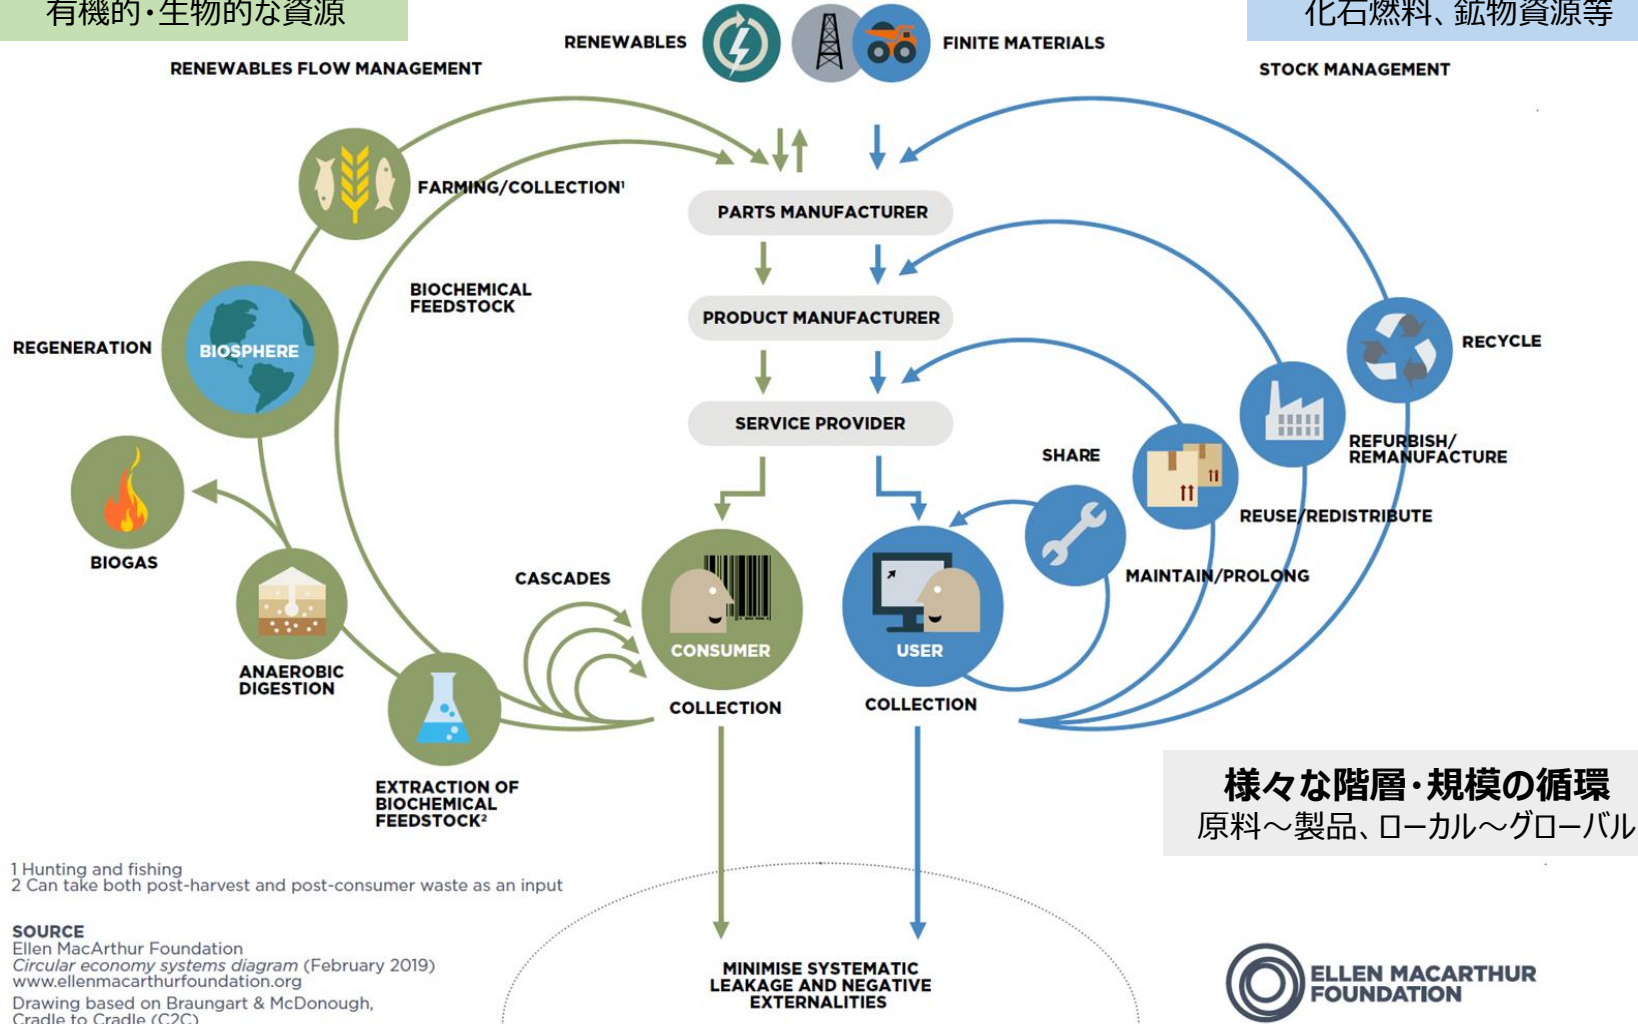 有機的・生物的な資源
化石燃料、鉱物資源等
RENEWABLES
FINITE MATERIALS
RENEWABLES FLOW MANAGEMENT
STOCK MANAGEMENT
FARMING/COLLECTION¹
PARTS MANUFACTURER
BIOCHEMICAL
FEEDSTOCK
PRODUCT MANUFACTURER
REGENERATION
BIOSPHERE
RECYCLE
SERVICE PROVIDER
SHARE
REFURBISH/
REMANUFACTURE
REUSE/REDISTRIBUTE
BIOGAS
CASCADES
MAINTAIN/PROLONG
CONSUMER
USER
ANAEROBIC
DIGESTION
COLLECTION
COLLECTION
EXTRACTION OF
BIOCHEMICAL
FEEDSTOCK²
様々な階層・規模の循環
原料～製品、ローカル～グローバル
1 Hunting and fishing
2 Can take both post-harvest and post-consumer waste as an input
SOURCE
Ellen MacArthur Foundation
Circular economy systems diagram (February 2019)
www.ellenmacarthurfoundation.org
Drawing based on Braungart & McDonough,
Cradle to Cradle (C2C)
MINIMISE SYSTEMATIC
LEAKAGE AND NEGATIVE
EXTERNALITIES
ELLEN MACARTHUR
FOUNDATION